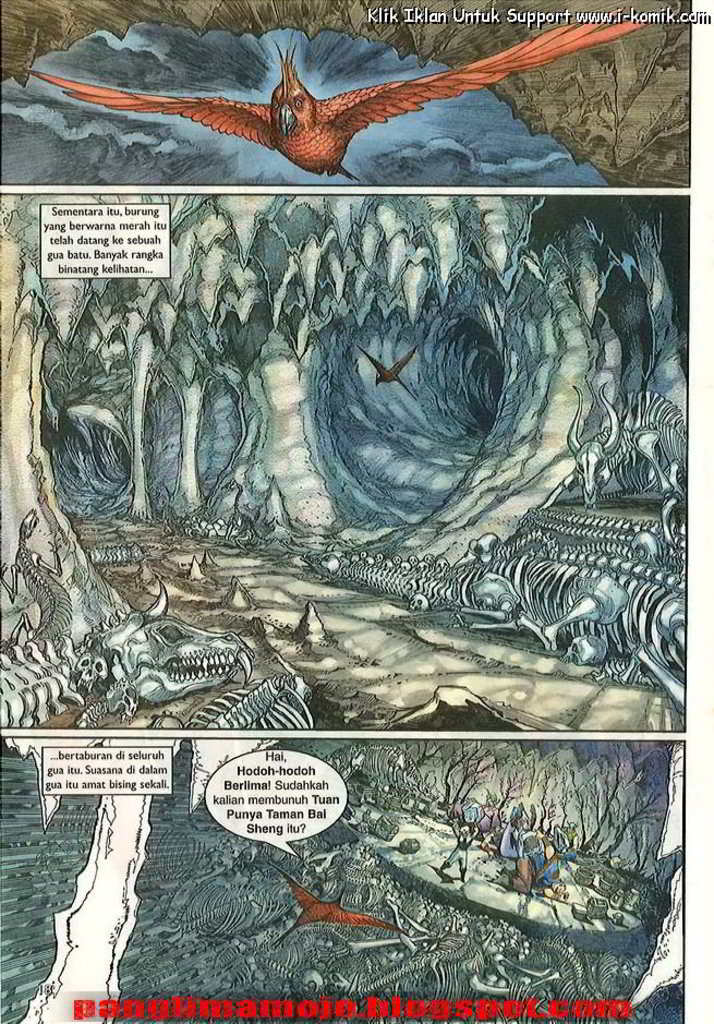 Klik Iklan Untuk Support www.i-komik.com
Sementara itu, burung
yang berwarna merah itu
telah datang ke sebuah
gua batu. Banyak rangka
binatang kelihatan...
...bertaburan di seluruh
gua itu. Suasana di dalam
gua itu amat bising sekali.
Hai,
Hodoh-hodoh
Berlima! Sudahkah
kalian membunuh Tuan
Punya Taman Bai
Sheng itu?
18
panglimamoje.blogspot.com